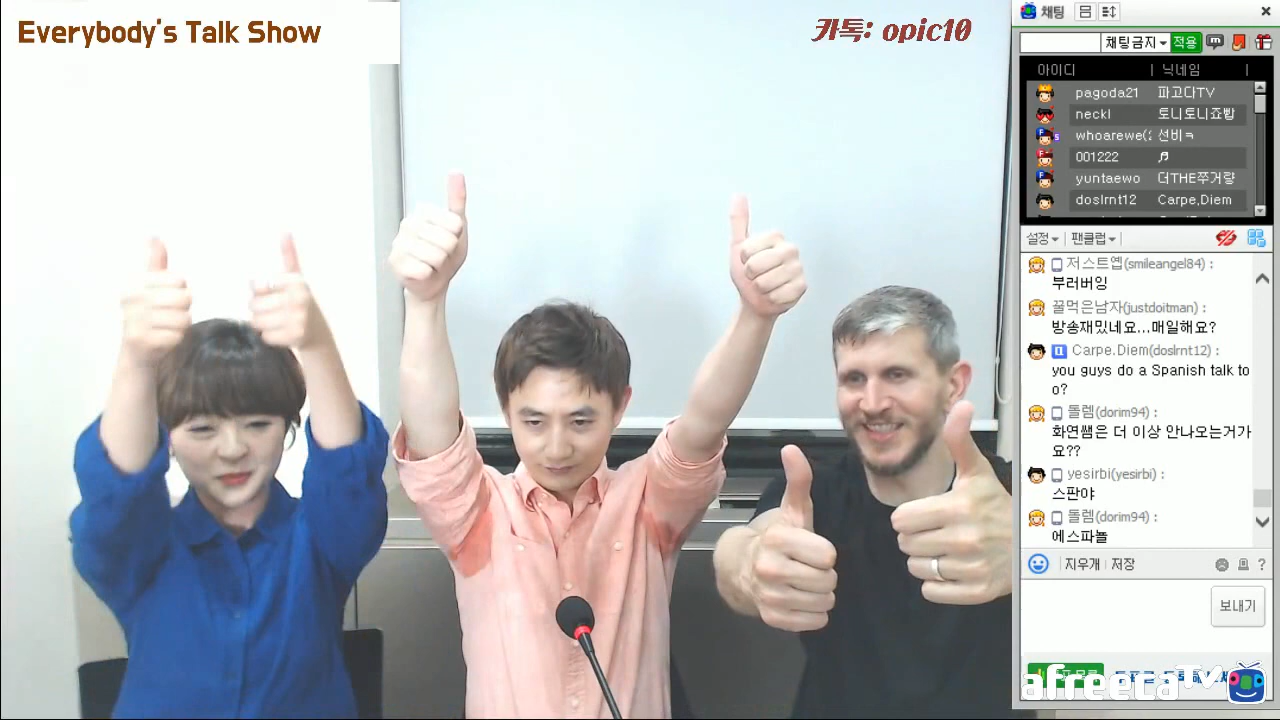 Everybody's Talk Show
카톡: opic10
채팅
채팅금지 적용
아이디 | 닉네임 |
pagoda21 파고다TV
neckl 토니토니죠빵
whoarewe(2 선비ㅋ
001222 ♬
yuntaewo 더THE쭈거량
doslrnt12 Carpe,Diem
설정 팬클럽
저스트엽(smileangel84) :
부러버잉
꿀먹은남자(justdoitman) :
방송재밌네요...매일해요?
Carpe.Diem(doslrnt12) :
you guys do a Spanish talk to
o?
돌렘(dorim94) :
화연쌤은 더 이상 안나오는거가
요??
yesirbi(yesirbi) :
스판야
돌렘(dorim94) :
에스파뇰
지우개 저장
?
보내기
afreecaTV